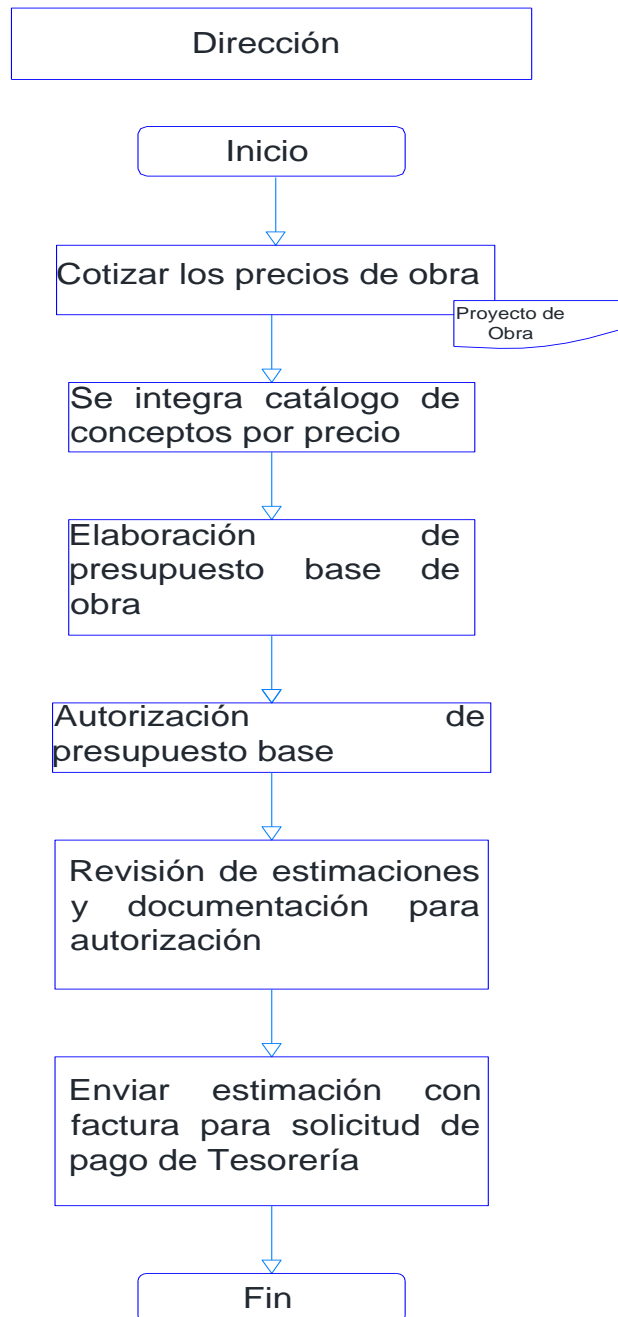 Dirección
Inicio
Cotizar los precios de obra
Proyecto de
Obra
Se integra catálogo de
conceptos por precio
Elaboración de
presupuesto base de
obra
Autorización de
presupuesto base
Revisión de estimaciones
y documentación para
autorización
Enviar estimación con
factura para solicitud de
pago de Tesorería
Fin